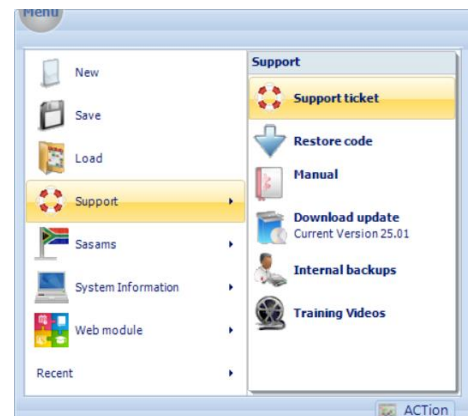 Menu
New
Save
Load
Support
Sasams
System Information
Web module
Recent
Support
Support ticket
Restore code
Manual
Download update
Current Version 25.01
Internal backups
Training Videos
ACTion